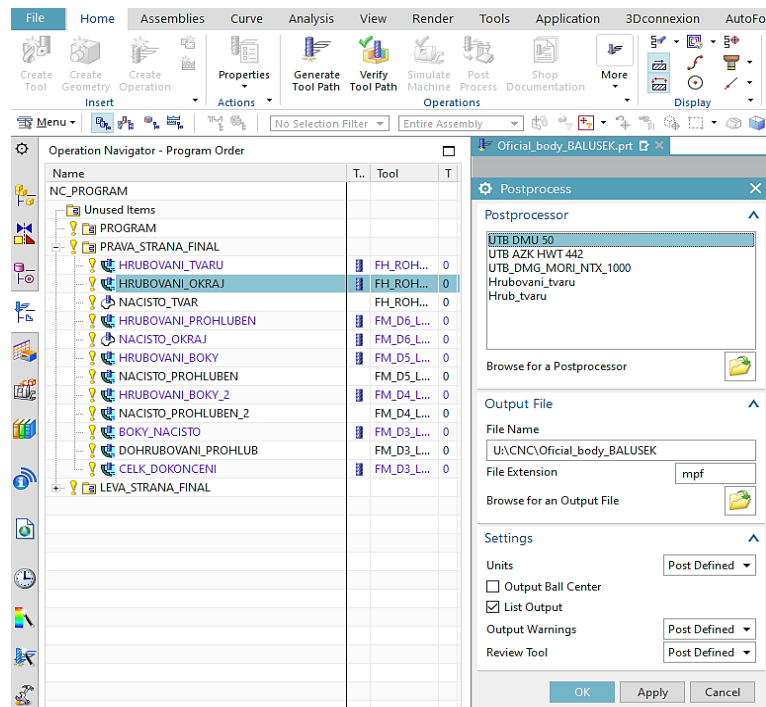 File Home Assemblies Curve Analysis View Render Tools Application 3Dconnexion AutoFo
Create Tool
Create Geometry
Create Operation
Properties
Generate Tool Path
Verify Tool Path
Simulate Machine
Post Process
Shop Documentation
More
Insert Actions Operations Display
Menu No Selection Filter Entire Assembly
Operation Navigator - Program Order
Oficial_body_BALUSEK.prt
Name T.. Tool T
NC_PROGRAM
Unused Items
PROGRAM
PRAVA_STRANA_FINAL
HRUBOVANI_TVARU FH_ROH... 0
HRUBOVANI_OKRAJ FH_ROH... 0
NACISTO_TVAR FH_ROH... 0
HRUBOVANI_PROHLUBEN FM_D6_L... 0
NACISTO_OKRAJ FM_D6_L... 0
HRUBOVANI_BOKY FM_D5_L... 0
NACISTO_PROHLUBEN FM_D5_L... 0
HRUBOVANI_BOKY_2 FM_D4_L... 0
NACISTO_PROHLUBEN_2 FM_D4_L... 0
BOKY_NACISTO FM_D3_L... 0
DOHRUBOVANI_PROHLUB FM_D3_L... 0
CELK_DOKONCENI FM_D3_L... 0
LEVA_STRANA_FINAL
Postprocess
Postprocessor
UTB DMU 50
UTB AZK HWT 442
UTB_DMG_MORI_NTX_1000
Hrubovani_tvaru
Hrub_tvaru
Browse for a Postprocessor
Output File
File Name
U:\CNC\Oficial_body_BALUSEK
File Extension mpf
Browse for an Output File
Settings
Units Post Defined
Output Ball Center
List Output
Output Warnings Post Defined
Review Tool Post Defined
OK Apply Cancel